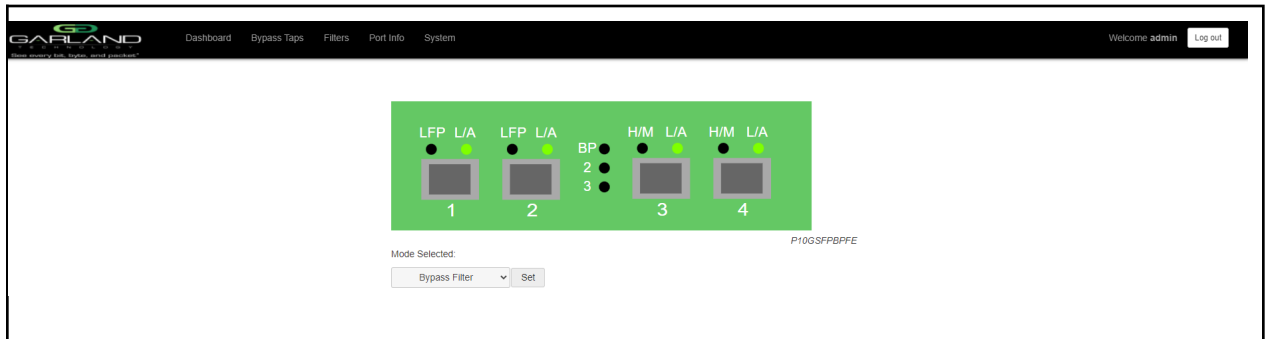 GARLAND
TECHNOLOGY
See every bit, byte, and packet®
Dashboard Bypass Taps Filters Port Info System
Welcome admin Log out
LFP L/A LFP L/A H/M L/A H/M L/A
BP
2
3
1 2 3 4
P10GSFPBPFE
Mode Selected:
Bypass Filter Set